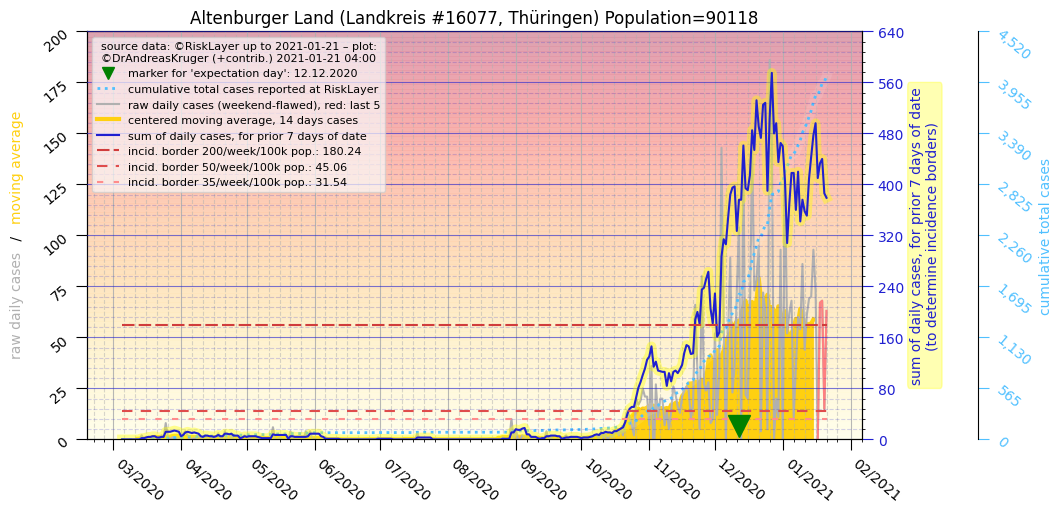 Altenburger Land (Landkreis #16077, Thüringen) Population=90118
source data: ©RiskLayer up to 2021-01-21 – plot:
©DrAndreasKruger (+contrib.) 2021-01-21 04:00
marker for 'expectation day': 12.12.2020
cumulative total cases reported at RiskLayer
raw daily cases (weekend-flawed), red: last 5
centered moving average, 14 days cases
sum of daily cases, for prior 7 days of date
incid. border 200/week/100k pop.: 180.24
incid. border 50/week/100k pop.: 45.06
incid. border 35/week/100k pop.: 31.54
raw daily cases / moving average
200
175
150
125
100
75
50
25
0
03/2020
04/2020
05/2020
06/2020
07/2020
08/2020
09/2020
10/2020
11/2020
12/2020
01/2021
02/2021
640
560
480
400
320
240
160
80
0
sum of daily cases, for prior 7 days of date
(to determine incidence borders)
4,520
3,955
3,390
2,825
2,260
1,695
1,130
565
0
cumulative total cases